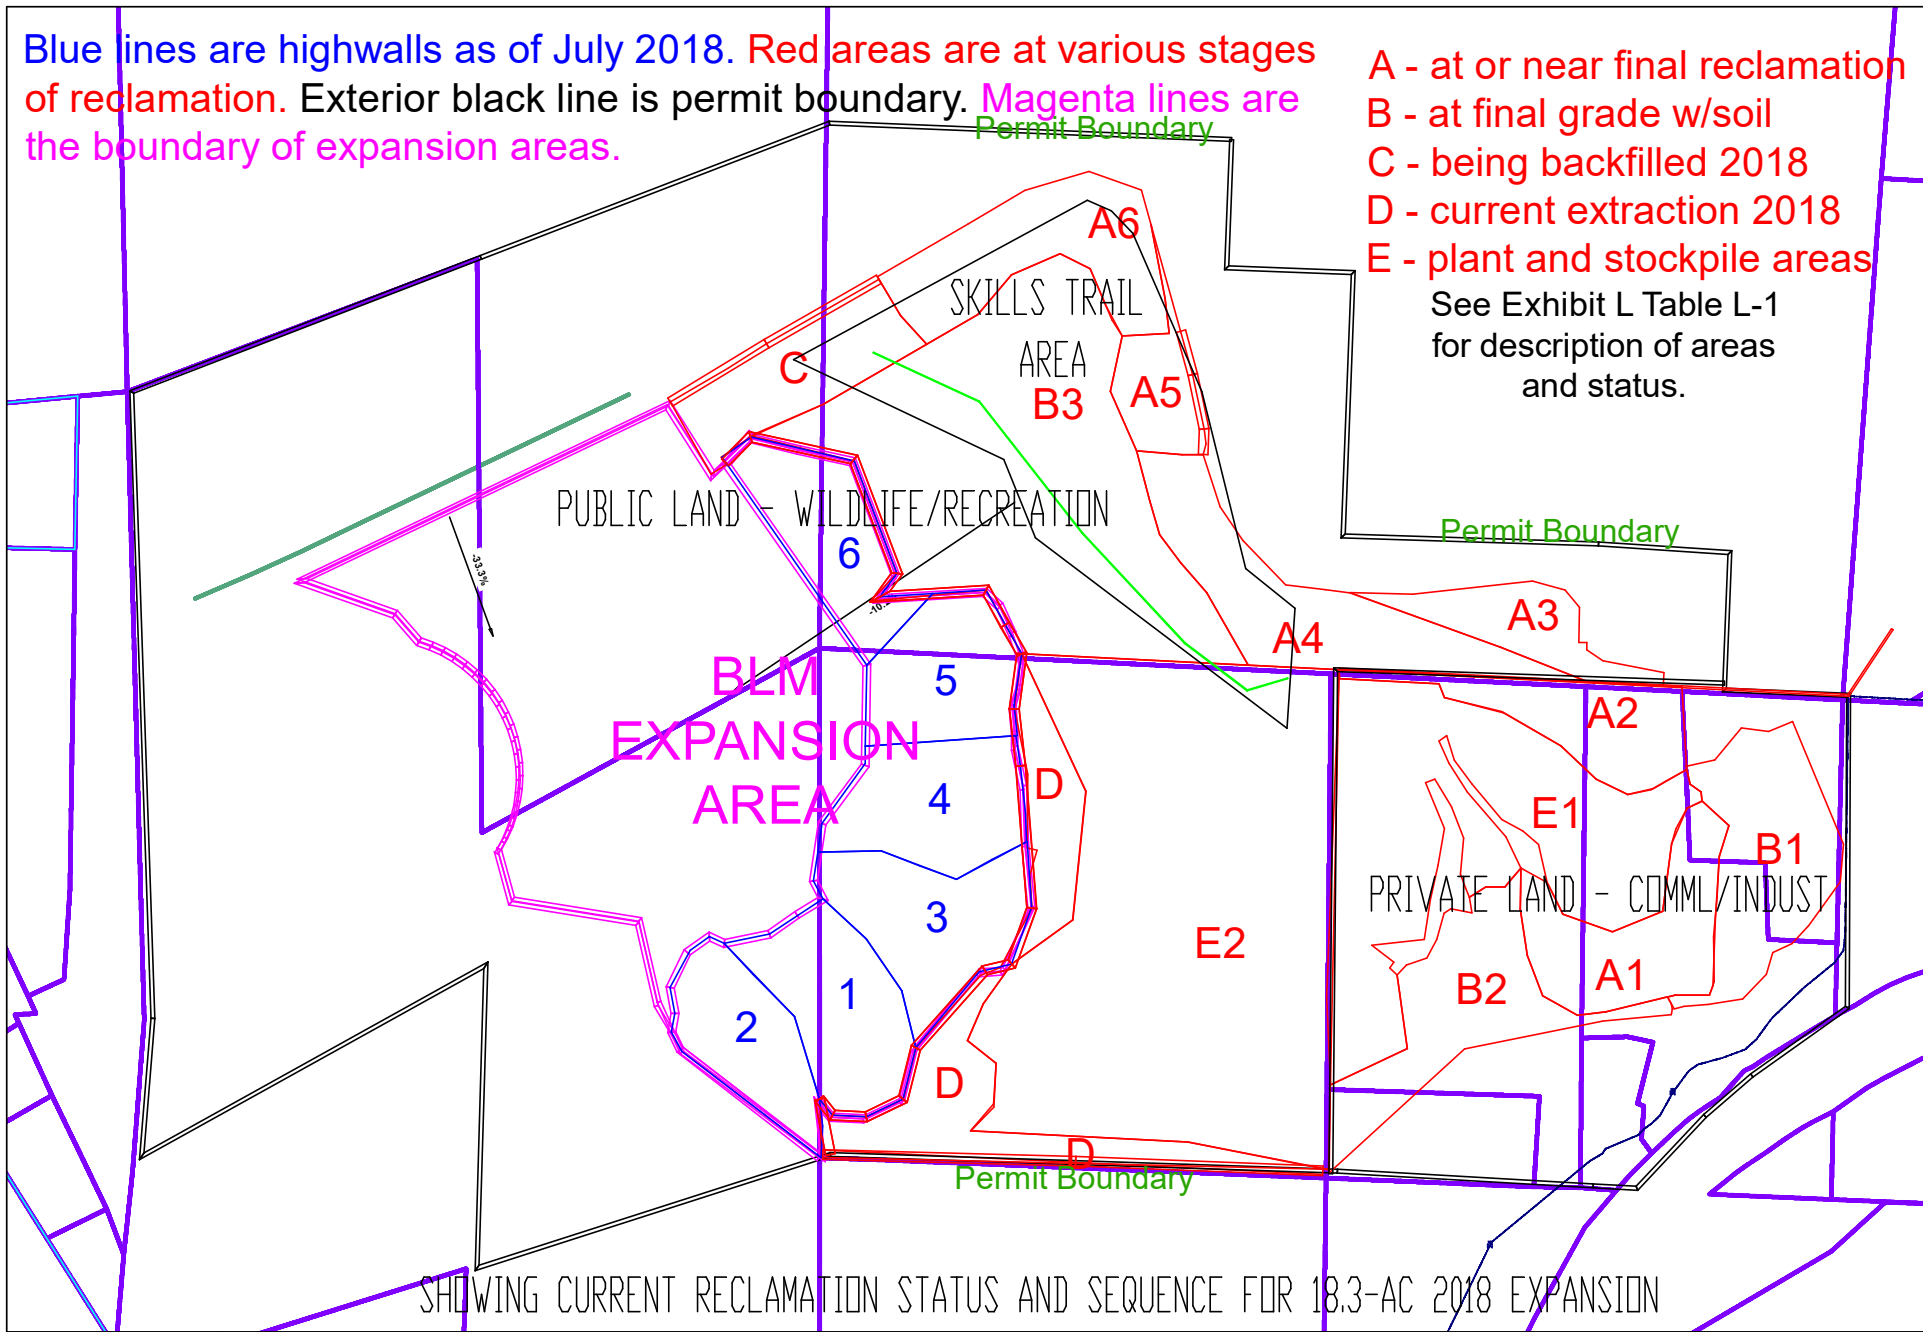 Blue lines are highwalls as of July 2018. Red areas are at various stages
of reclamation. Exterior black line is permit boundary. Magenta lines are
the boundary of expansion areas.
A - at or near final reclamation
B - at final grade w/soil
C - being backfilled 2018
D - current extraction 2018
E - plant and stockpile areas
See Exhibit L Table L-1
for description of areas
and status.
Permit Boundary
A6
SKILLS TRAIL
AREA
C
B3
A5
PUBLIC LAND - WILDLIFE/RECREATION
Permit Boundary
6
-33.3%
A3
A4
BLM
EXPANSION
AREA
5
A2
4
D
E1
B1
PRIVATE LAND - COMML/INDUST
3
E2
1
B2
A1
2
D
D
Permit Boundary
SHOWING CURRENT RECLAMATION STATUS AND SEQUENCE FOR 18.3-AC 2018 EXPANSION